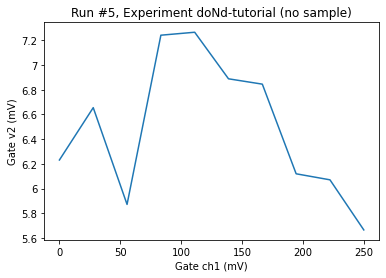 Run #5, Experiment doNd-tutorial (no sample)
Gate v2 (mV)
7.2
7
6.8
6.6
6.4
6.2
6
5.8
5.6
0 50 100 150 200 250
Gate ch1 (mV)